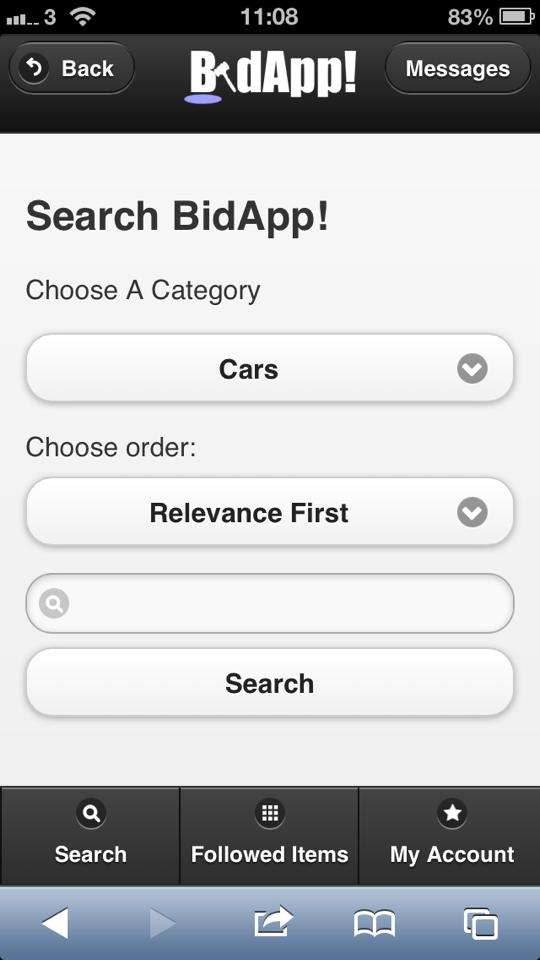 3 11:08 83%
Back BidApp! Messages
Search BidApp!
Choose A Category
Cars
Choose order:
Relevance First
Search
Search Followed Items My Account